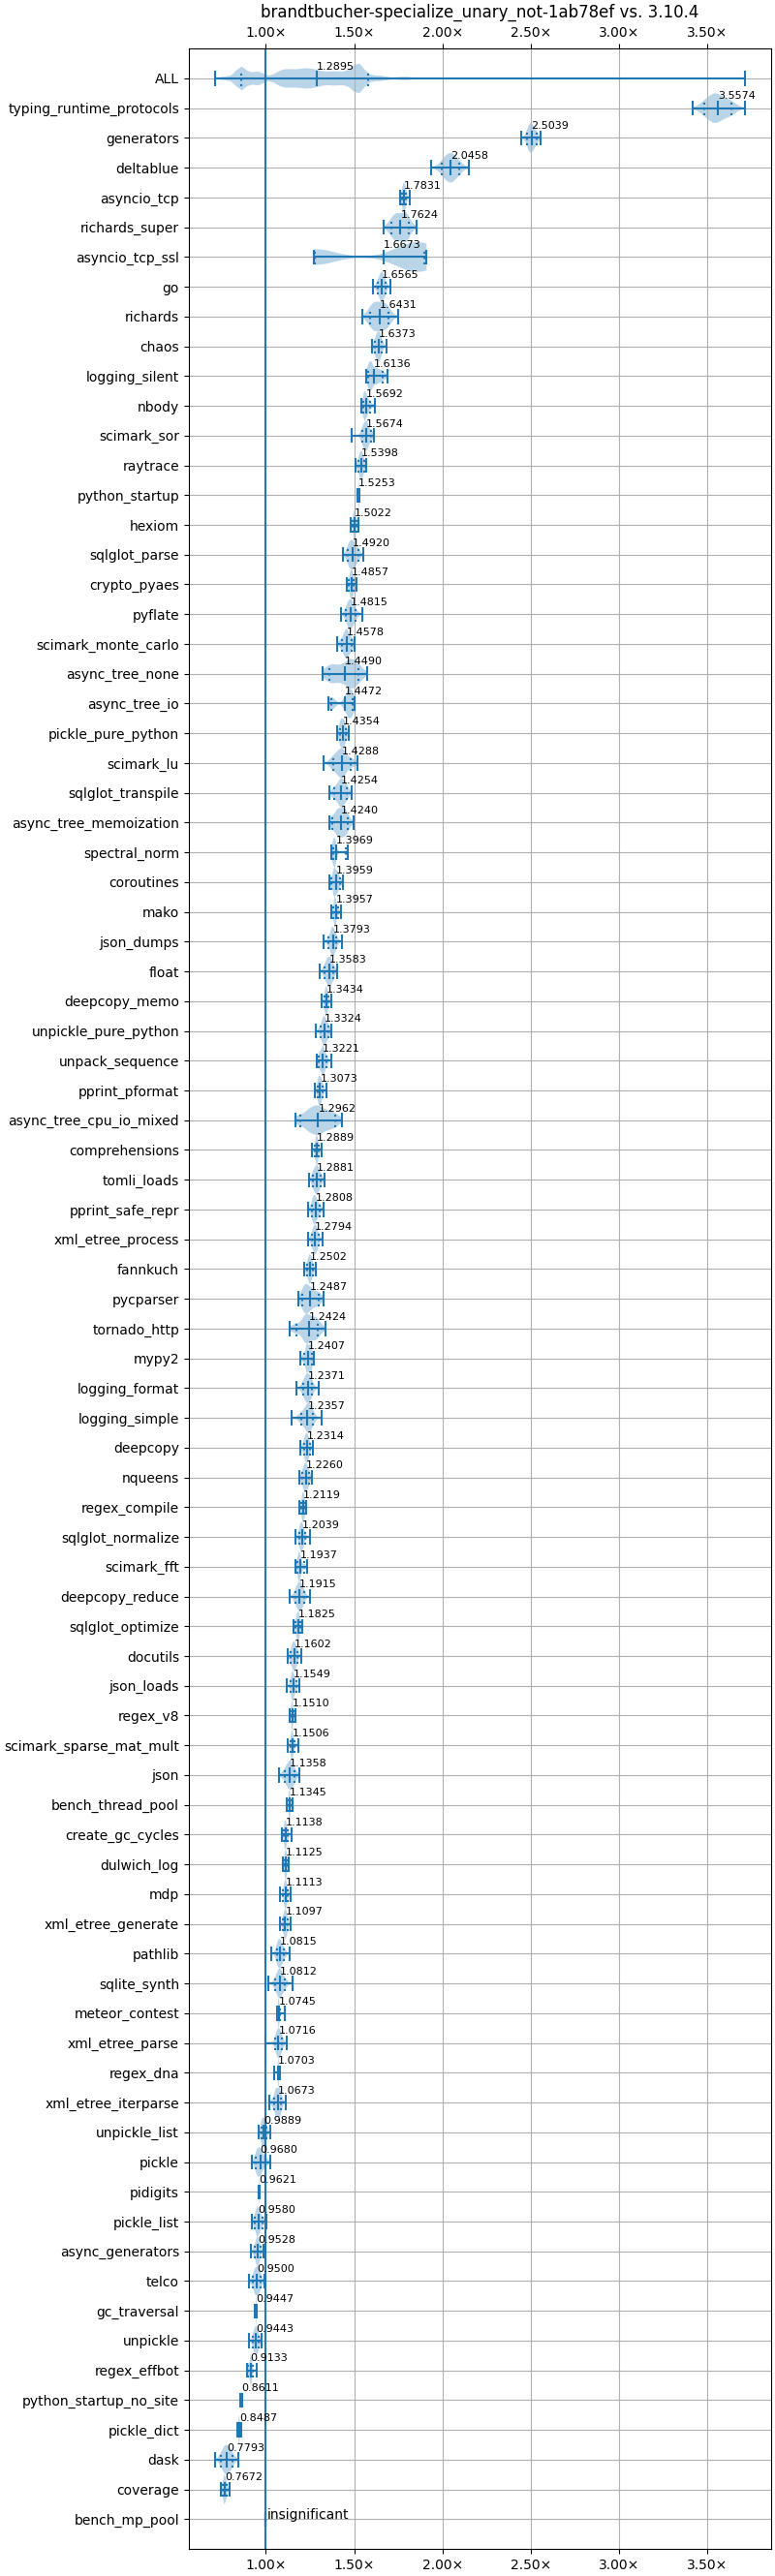 brandtbucher-specialize_unary_not-1ab78ef vs. 3.10.4
1.00× 1.50× 2.00× 2.50× 3.00× 3.50×
ALL 1.2895
typing_runtime_protocols 3.5574
generators 2.5039
deltablue 2.0458
asyncio_tcp 1.7831
richards_super 1.7624
asyncio_tcp_ssl 1.6673
go 1.6565
richards 1.6431
chaos 1.6373
logging_silent 1.6136
nbody 1.5692
scimark_sor 1.5674
raytrace 1.5398
python_startup 1.5253
hexiom 1.5022
sqlglot_parse 1.4920
crypto_pyaes 1.4857
pyflate 1.4815
scimark_monte_carlo 1.4578
async_tree_none 1.4490
async_tree_io 1.4472
pickle_pure_python 1.4354
scimark_lu 1.4288
sqlglot_transpile 1.4254
async_tree_memoization 1.4240
spectral_norm 1.3969
coroutines 1.3959
mako 1.3957
json_dumps 1.3793
float 1.3583
deepcopy_memo 1.3434
unpickle_pure_python 1.3324
unpack_sequence 1.3221
pprint_pformat 1.3073
async_tree_cpu_io_mixed 1.2962
comprehensions 1.2889
tomli_loads 1.2881
pprint_safe_repr 1.2808
xml_etree_process 1.2794
fannkuch 1.2502
pycparser 1.2487
tornado_http 1.2424
mypy2 1.2407
logging_format 1.2371
logging_simple 1.2357
deepcopy 1.2314
nqueens 1.2260
regex_compile 1.2119
sqlglot_normalize 1.2039
scimark_fft 1.1937
deepcopy_reduce 1.1915
sqlglot_optimize 1.1825
docutils 1.1602
json_loads 1.1549
regex_v8 1.1510
scimark_sparse_mat_mult 1.1506
json 1.1358
bench_thread_pool 1.1345
create_gc_cycles 1.1138
dulwich_log 1.1125
mdp 1.1113
xml_etree_generate 1.1097
pathlib 1.0815
sqlite_synth 1.0812
meteor_contest 1.0745
xml_etree_parse 1.0716
regex_dna 1.0703
xml_etree_iterparse 1.0673
unpickle_list 0.9889
pickle 0.9680
pidigits 0.9621
pickle_list 0.9580
async_generators 0.9528
telco 0.9500
gc_traversal 0.9447
unpickle 0.9443
regex_effbot 0.9133
python_startup_no_site 0.8611
pickle_dict 0.8487
dask 0.7793
coverage 0.7672
bench_mp_pool insignificant
1.00× 1.50× 2.00× 2.50× 3.00× 3.50×